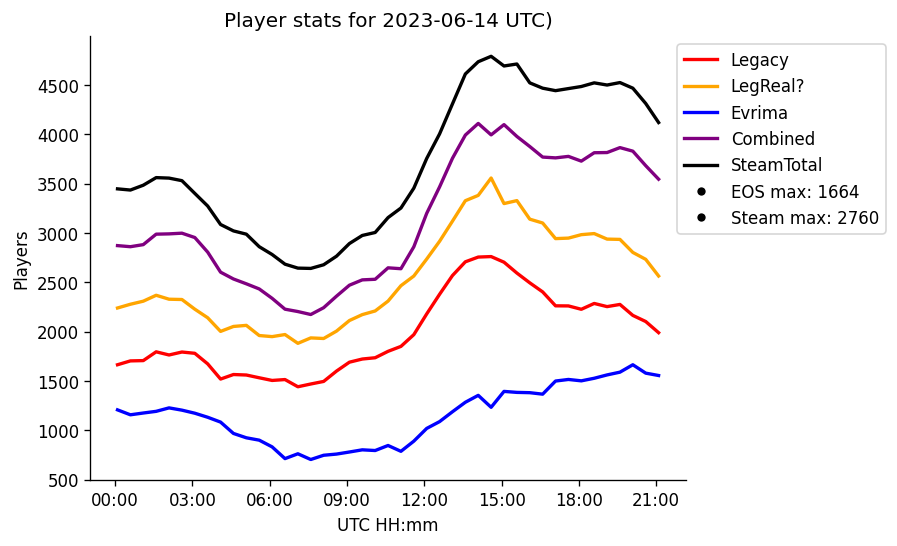 Player stats for 2023-06-14 UTC)
Players
4500
4000
3500
3000
2500
2000
1500
1000
500
00:00 03:00 06:00 09:00 12:00 15:00 18:00 21:00
UTC HH:mm
Legacy
LegReal?
Evrima
Combined
SteamTotal
EOS max: 1664
Steam max: 2760